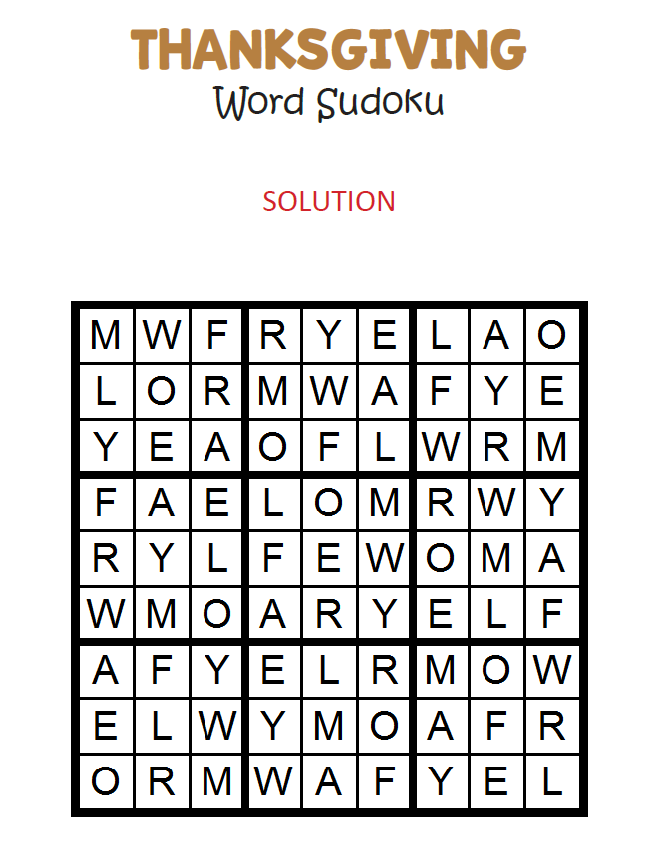 THANKSGIVING
Word Sudoku
SOLUTION
M W F R Y E L A O
L O R M W A F Y E
Y E A O F L W R M
F A E L O M R W Y
R Y L F E W O M A
W M O A R Y E L F
A F Y E L R M O W
E L W Y M O A F R
O R M W A F Y E L